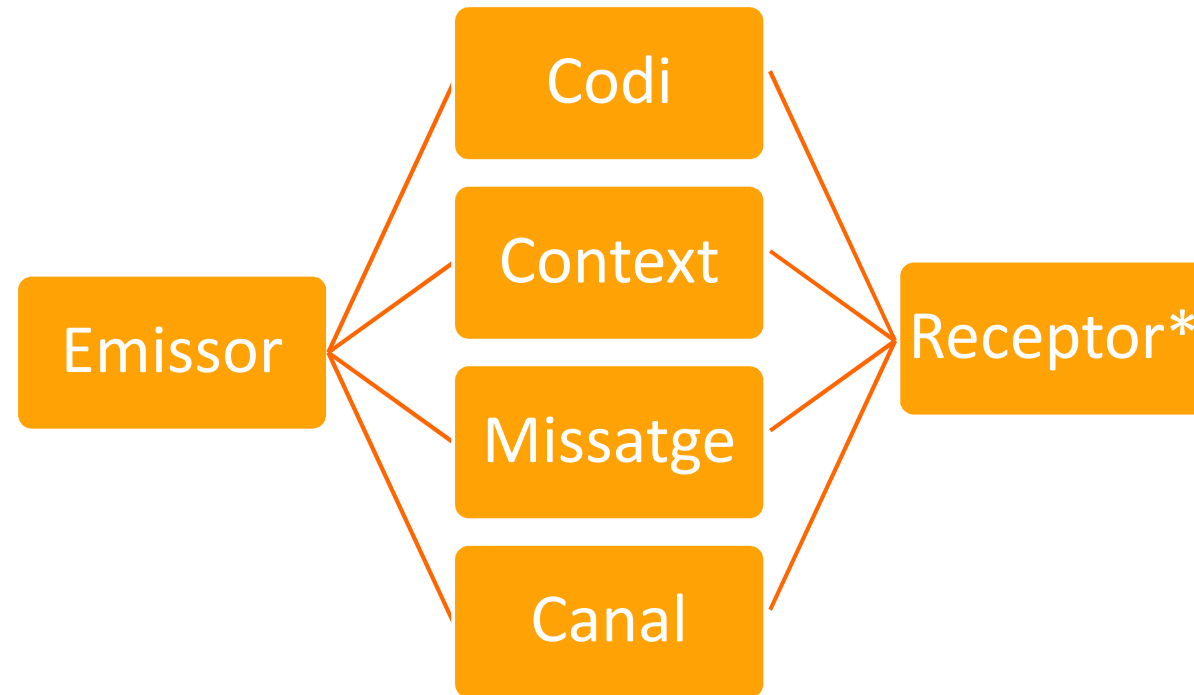 Emissor
Codi
Context
Missatge
Canal
Receptor*